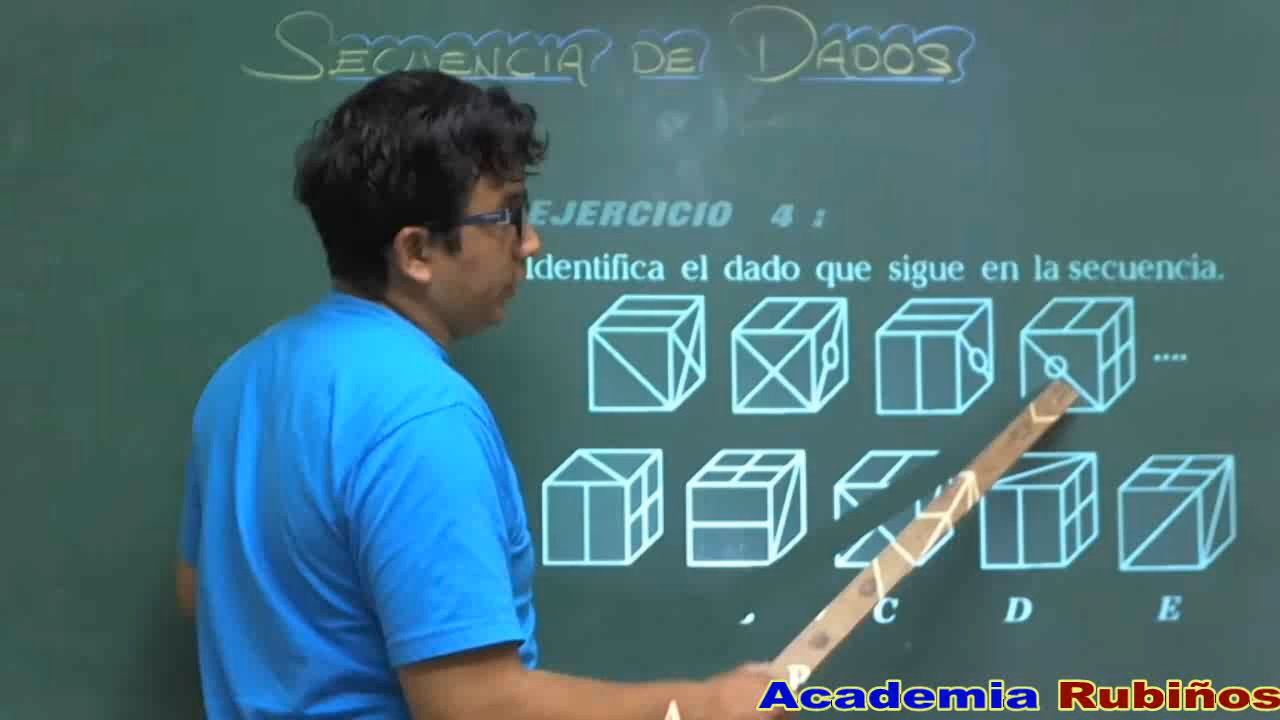 SECUENCIA DE DADOS
EJERCICIO 4 :
Identifica el dado que sigue en la secuencia.
....
A B C D E
Academia Rubiños